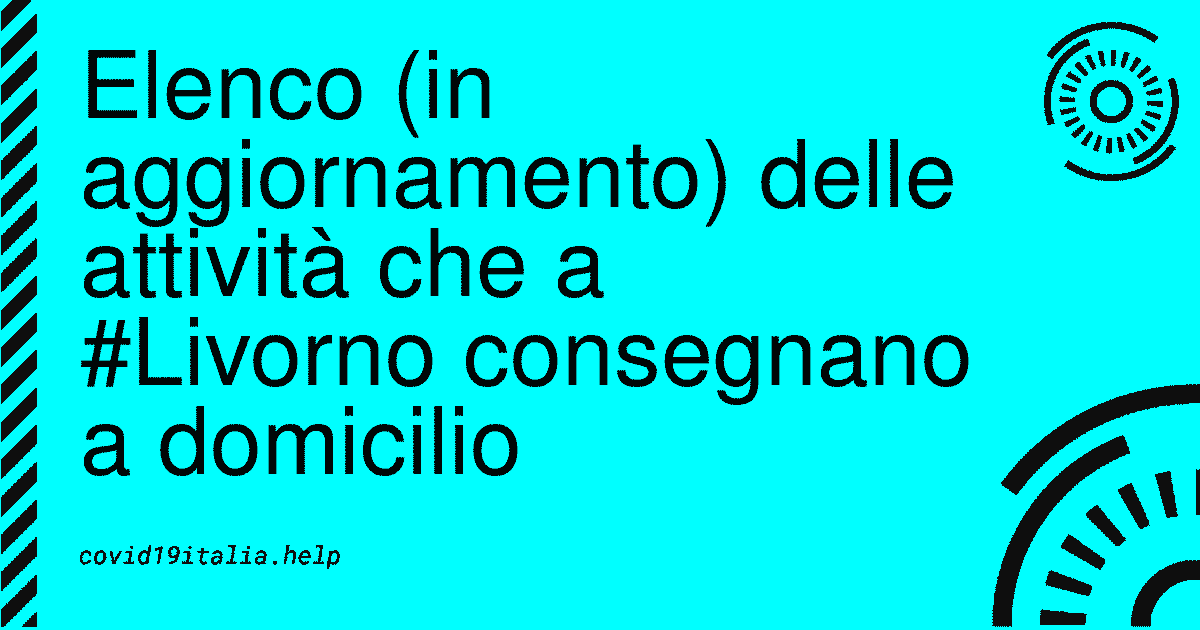 Elenco (in
aggiornamento) delle
attività che a
#Livorno consegnano
a domicilio
covid19italia.help